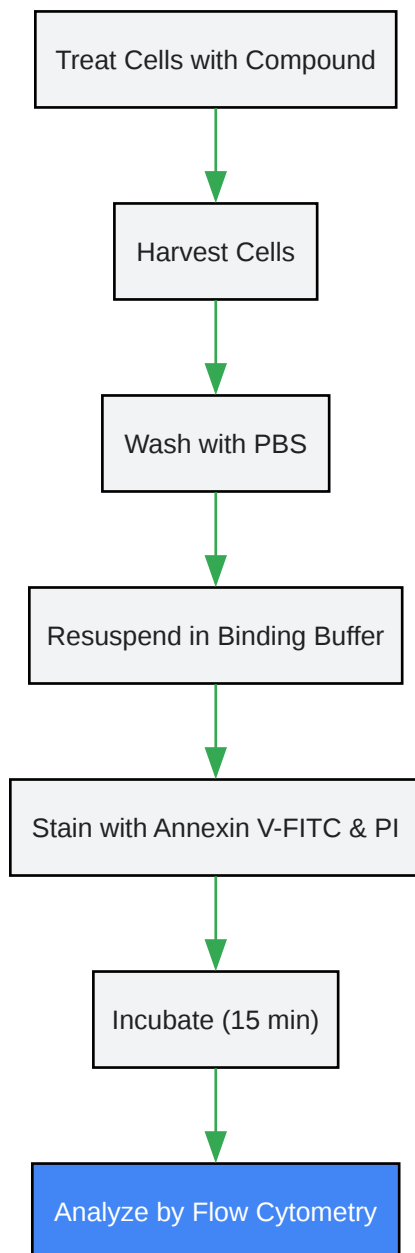 Treat Cells with Compound
Harvest Cells
Wash with PBS
Resuspend in Binding Buffer
Stain with Annexin V-FITC & PI
Incubate (15 min)
Analyze by Flow Cytometry